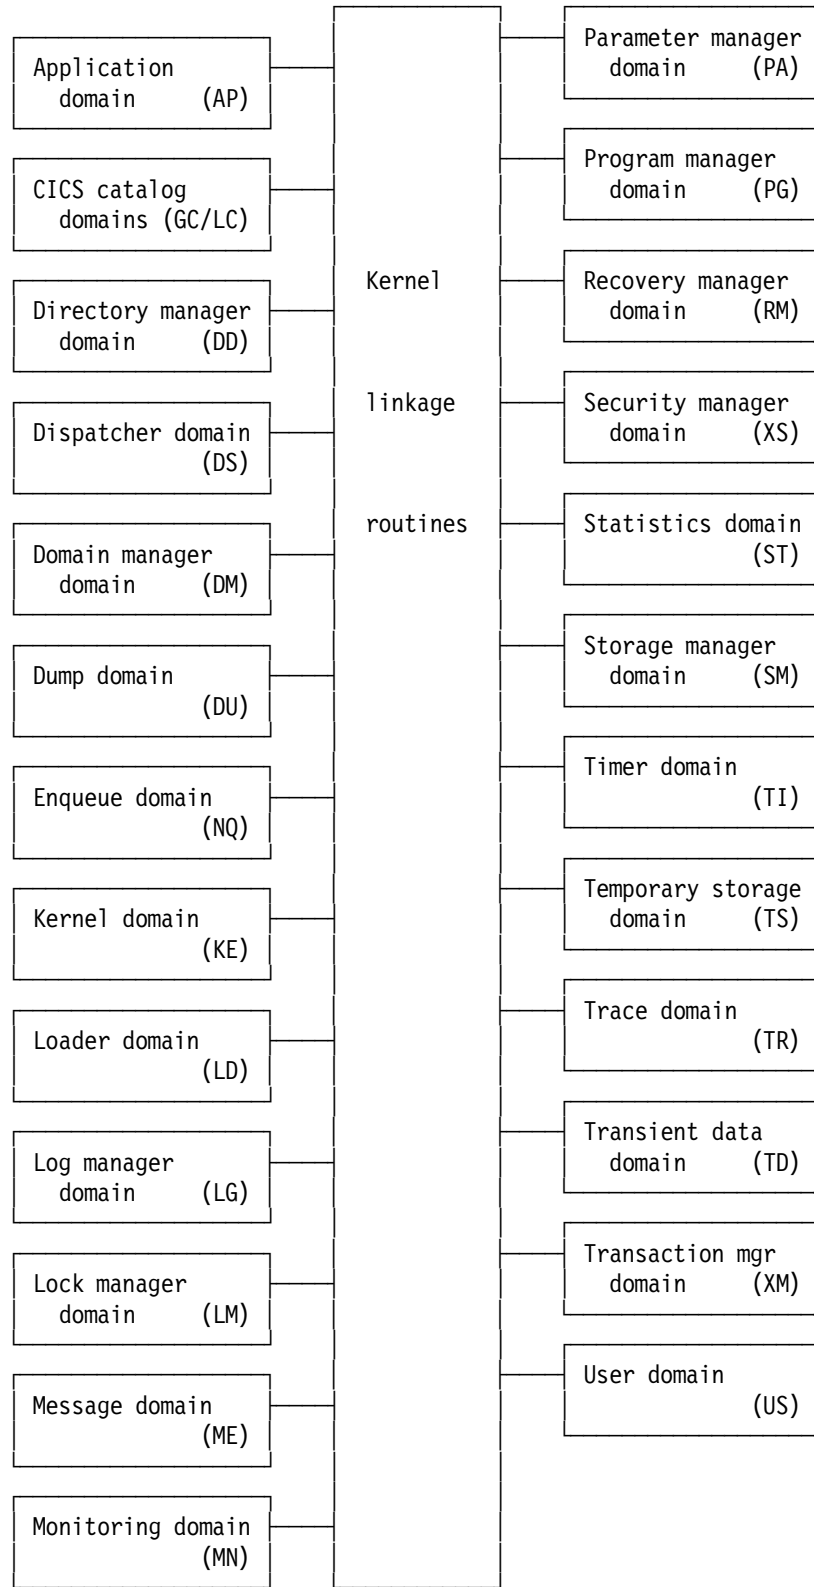 Application
domain (AP)
CICS catalog
domains (GC/LC)
Directory manager
domain (DD)
Dispatcher domain
(DS)
Domain manager
domain (DM)
Dump domain
(DU)
Enqueue domain
(NQ)
Kernel domain
(KE)
Loader domain
(LD)
Log manager
domain (LG)
Lock manager
domain (LM)
Message domain
(ME)
Monitoring domain
(MN)
Kernel
linkage
routines
Parameter manager
domain (PA)
Program manager
domain (PG)
Recovery manager
domain (RM)
Security manager
domain (XS)
Statistics domain
(ST)
Storage manager
domain (SM)
Timer domain
(TI)
Temporary storage
domain (TS)
Trace domain
(TR)
Transient data
domain (TD)
Transaction mgr
domain (XM)
User domain
(US)